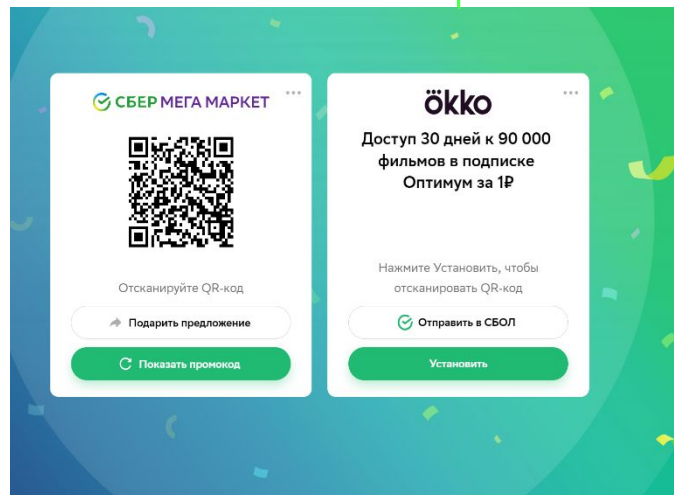 СБЕР МЕГА МАРКЕТ
Отсканируйте QR-код
Подарить предложение
Показать промокод
ökko
Доступ 30 дней к 90 000
фильмов в подписке
Оптимум за 1₽
Нажмите Установить, чтобы
отсканировать QR-код
Отправить в СБОЛ
Установить